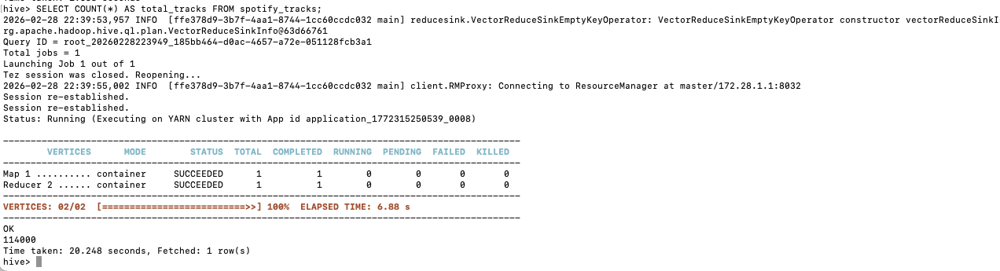 [hive> SELECT COUNT(*) AS total_tracks FROM spotify_tracks;
2026-02-28 22:39:53,957 INFO  [ffe378d9-3b7f-4aa1-8744-1cc60ccdc032 main] reducesink.VectorReduceSinkEmptyKeyOperator: VectorReduceSinkEmptyKeyOperator constructor vectorReduceSinkI
rg.apache.hadoop.hive.ql.plan.VectorReduceSinkInfo@63d66761
Query ID = root_20260228223949_185bb464-d0ac-4657-a72e-051128fcb3a1
Total jobs = 1
Launching Job 1 out of 1
Tez session was closed. Reopening...
2026-02-28 22:39:55,002 INFO  [ffe378d9-3b7f-4aa1-8744-1cc60ccdc032 main] client.RMProxy: Connecting to ResourceManager at master/172.28.1.1:8032
Session re-established.
Session re-established.
Status: Running (Executing on YARN cluster with App id application_1772315250539_0008)
----------------------------------------------------------------------------------------------
VERTICES MODE STATUS TOTAL COMPLETED RUNNING PENDING FAILED KILLED
----------------------------------------------------------------------------------------------
Map 1 .......... container SUCCEEDED 1 1 0 0 0 0
Reducer 2 ...... container SUCCEEDED 1 1 0 0 0 0
----------------------------------------------------------------------------------------------
VERTICES: 02/02 [==========================>>] 100% ELAPSED TIME: 6.88 s
----------------------------------------------------------------------------------------------
OK
114000
Time taken: 20.248 seconds, Fetched: 1 row(s)
hive>